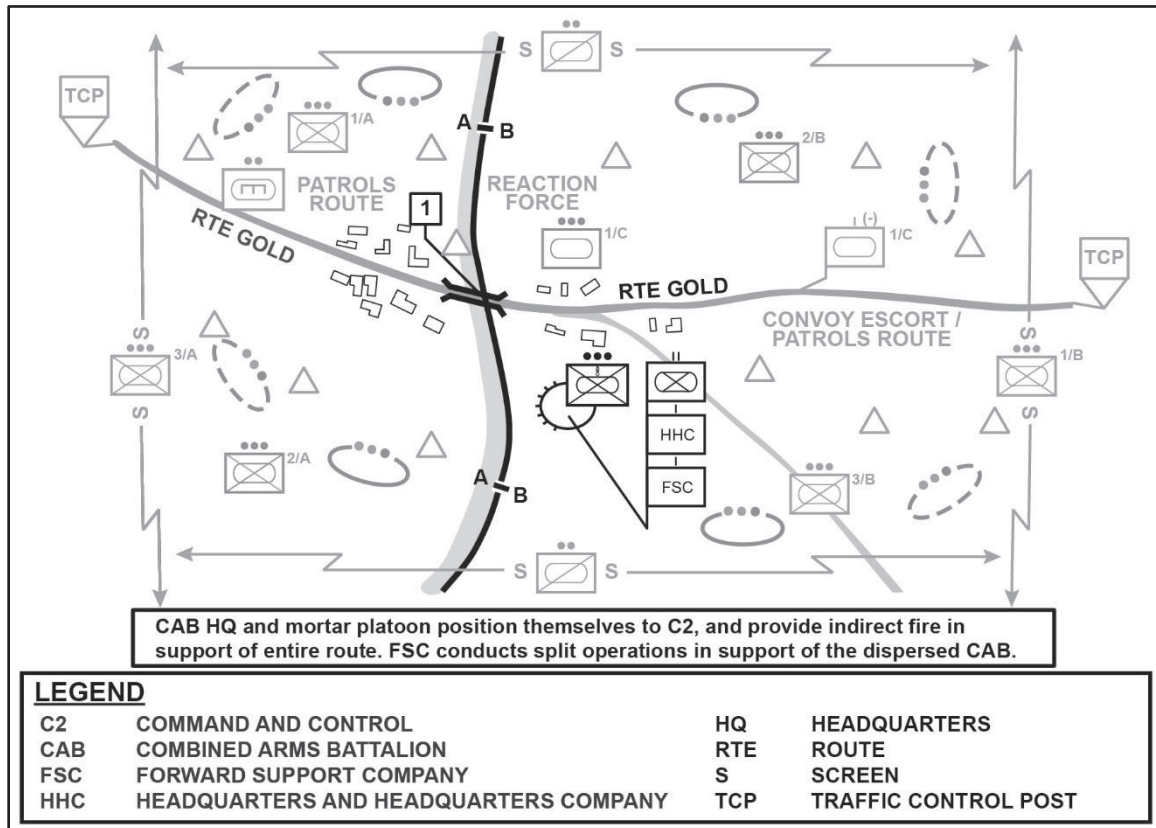 S S
TCP
1/A
A B
2/B
PATROLS
ROUTE
REACTION
FORCE
1
1/C
(-)
1/C
TCP
RTE GOLD
RTE GOLD
CONVOY ESCORT /
PATROLS ROUTE
S
3/A
S
S
1/B
S
HHC
FSC
2/A
A B
3/B
S S
CAB HQ and mortar platoon position themselves to C2, and provide indirect fire in
support of entire route. FSC conducts split operations in support of the dispersed CAB.
LEGEND
C2 COMMAND AND CONTROL
CAB COMBINED ARMS BATTALION
FSC FORWARD SUPPORT COMPANY
HHC HEADQUARTERS AND HEADQUARTERS COMPANY
HQ HEADQUARTERS
RTE ROUTE
S SCREEN
TCP TRAFFIC CONTROL POST